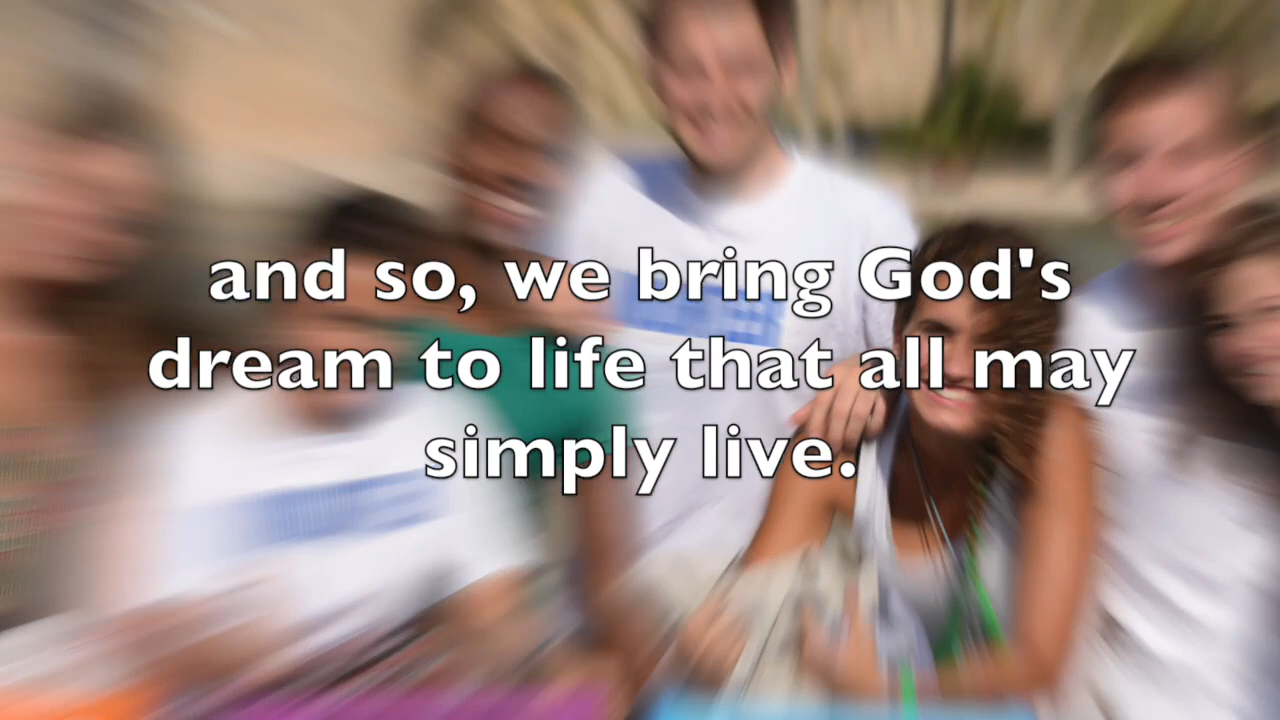 and so, we bring God's
dream to life that all may
simply live.